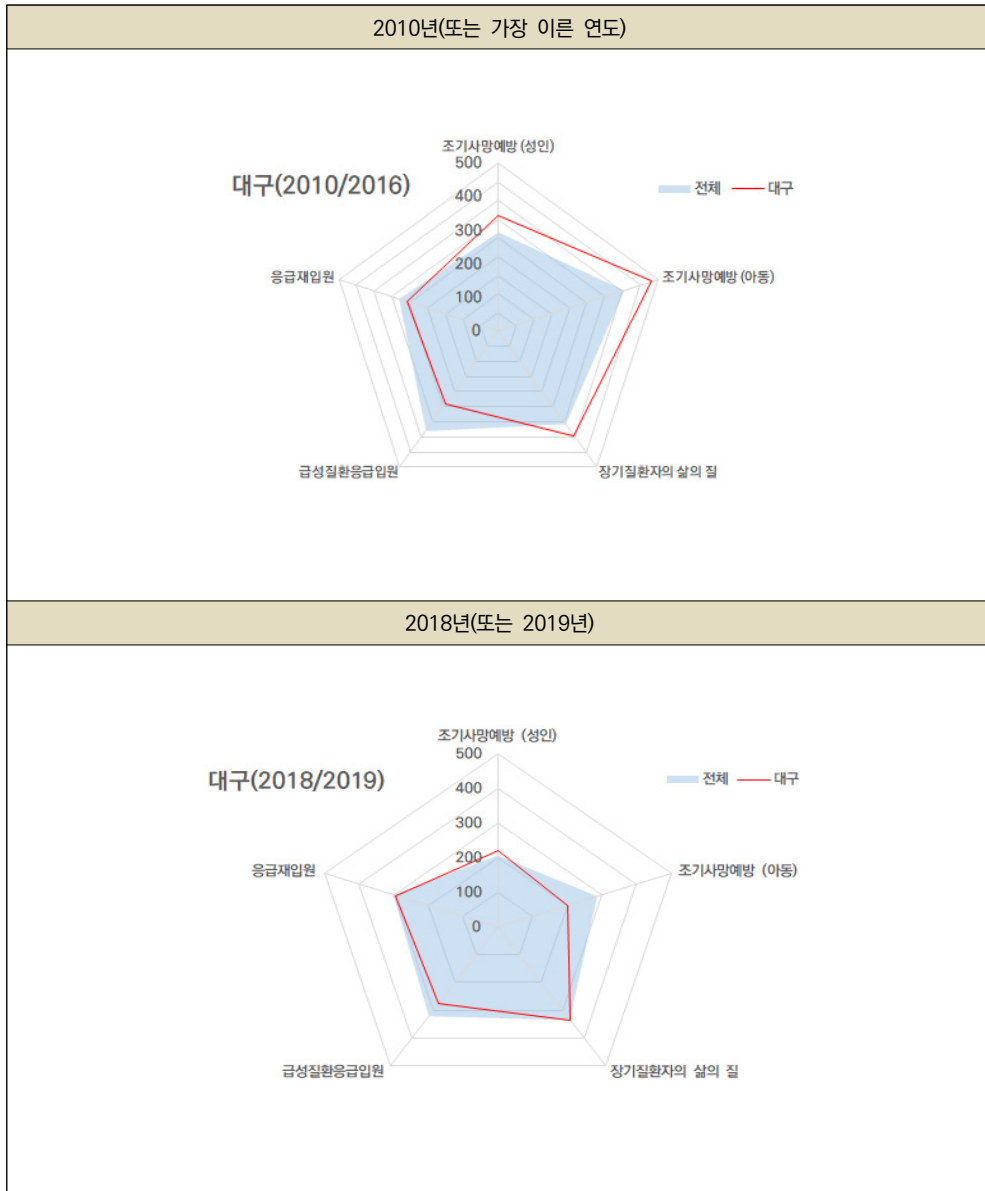 2010년(또는 가장 이른 연도)
조기사망예방 (성인)
대구(2010/2016)
500
400
300
200
100
0
전체
대구
응급재입원
조기사망예방 (아동)
급성질환응급입원
장기질환자의 삶의 질
2018년(또는 2019년)
조기사망예방 (성인)
대구(2018/2019)
500
400
300
200
100
0
전체
대구
응급재입원
조기사망예방 (아동)
급성질환응급입원
장기질환자의 삶의 질